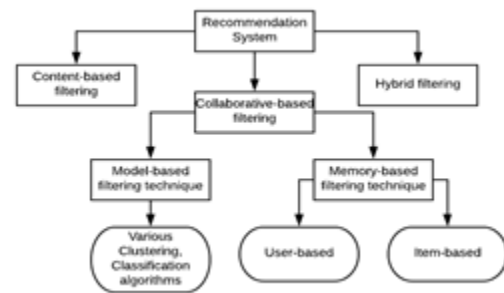 Recommendation
System
Content-based
filtering
Hybrid filtering
Collaborative-based
filtering
Model-based
filtering technique
Memory-based
filtering technique
Various
Clustering,
Classification
algorithms
User-based
Item-based